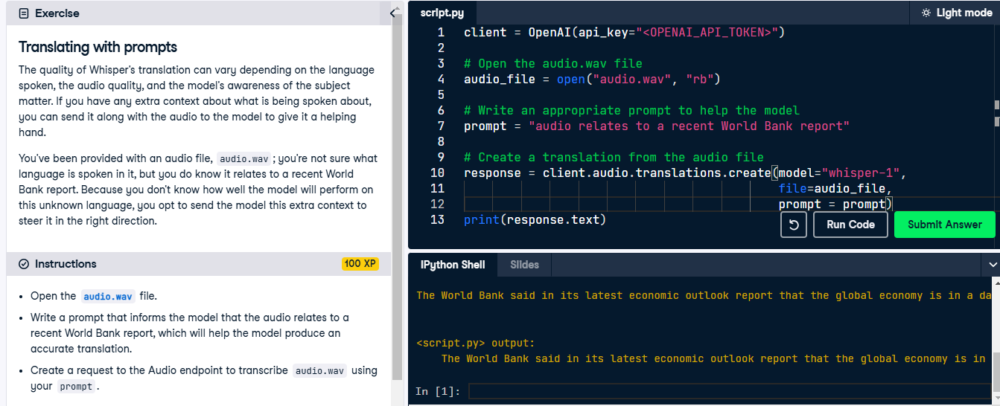 Exercise
Translating with prompts
The quality of Whisper's translation can vary depending on the language
spoken, the audio quality, and the model's awareness of the subject
matter. If you have any extra context about what is being spoken about,
you can send it along with the audio to the model to give it a helping
hand.
You've been provided with an audio file, audio.wav ; you're not sure what
language is spoken in it, but you do know it relates to a recent World
Bank report. Because you don't know how well the model will perform on
this unknown language, you opt to send the model this extra context to
steer it in the right direction.
Instructions
100 XP
• Open the audio.wav file.
• Write a prompt that informs the model that the audio relates to a
recent World Bank report, which will help the model produce an
accurate translation.
• Create a request to the Audio endpoint to transcribe audio.wav using
your prompt .
script.py
Light mode
1 client = OpenAI(api_key="<OPENAI_API_TOKEN>")
2
3 # Open the audio.wav file
4 audio_file = open("audio.wav", "rb")
5
6 # Write an appropriate prompt to help the model
7 prompt = "audio relates to a recent World Bank report"
8
9 # Create a translation from the audio file
10 response = client.audio.translations.create(model="whisper-1",
11 file=audio_file,
12 prompt = prompt)
13 print(response.text)
Run Code
Submit Answer
IPython Shell
Slides
The World Bank said in its latest economic outlook report that the global economy is in a da
<script.py> output:
The World Bank said in its latest economic outlook report that the global economy is in
In [1]: